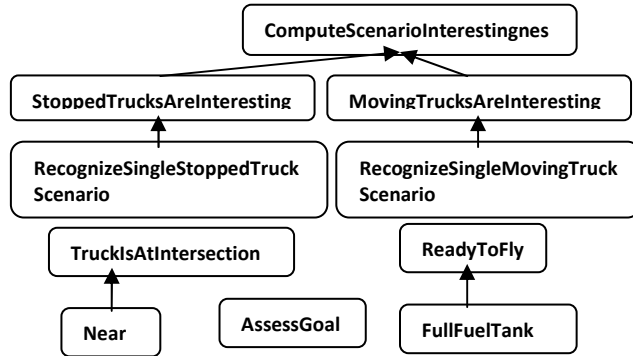 ComputeScenarioInterestingnes
StoppedTrucksAreInteresting
MovingTrucksAreInteresting
RecognizeSingleStoppedTruck
Scenario
RecognizeSingleMovingTruck
Scenario
TruckIsAtIntersection
ReadyToFly
Near
AssessGoal
FullFuelTank